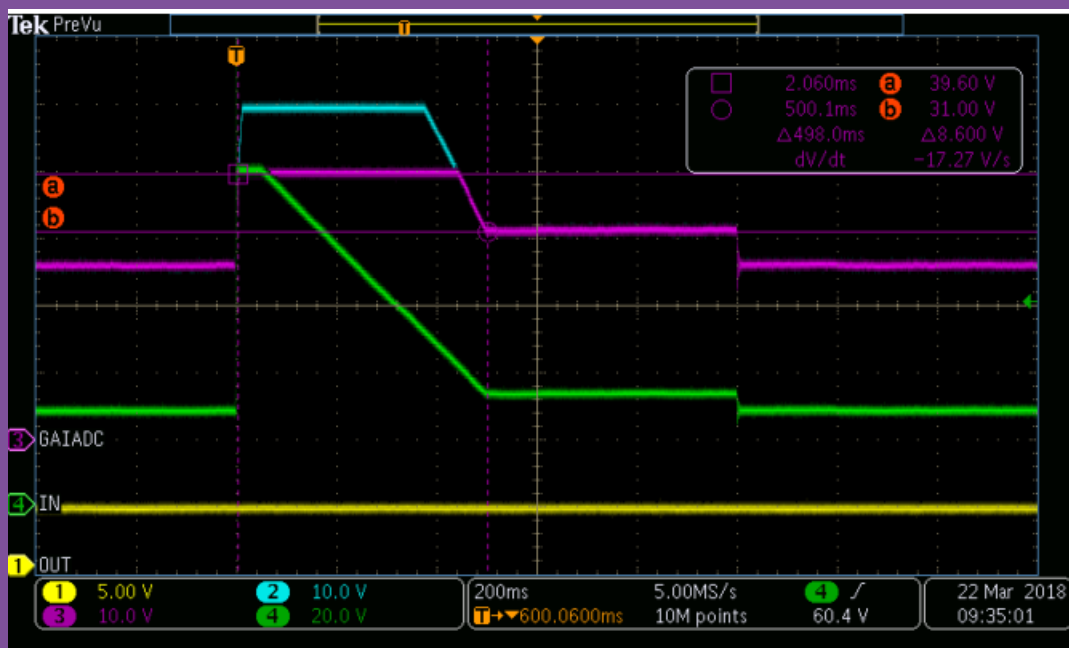 Tek PreVu
T
T
2.060ms a 39.60 V
500.1ms b 31.00 V
△498.0ms △8.600 V
dV/dt −17.27 V/s
a
b
3 GAIADC
4 IN
1 OUT
1 5.00 V 2 10.0 V 200ms 5.00MS/s 4 22 Mar 2018
3 10.0 V 4 20.0 V T→▼600.0600ms 10M points 60.4 V 09:35:01